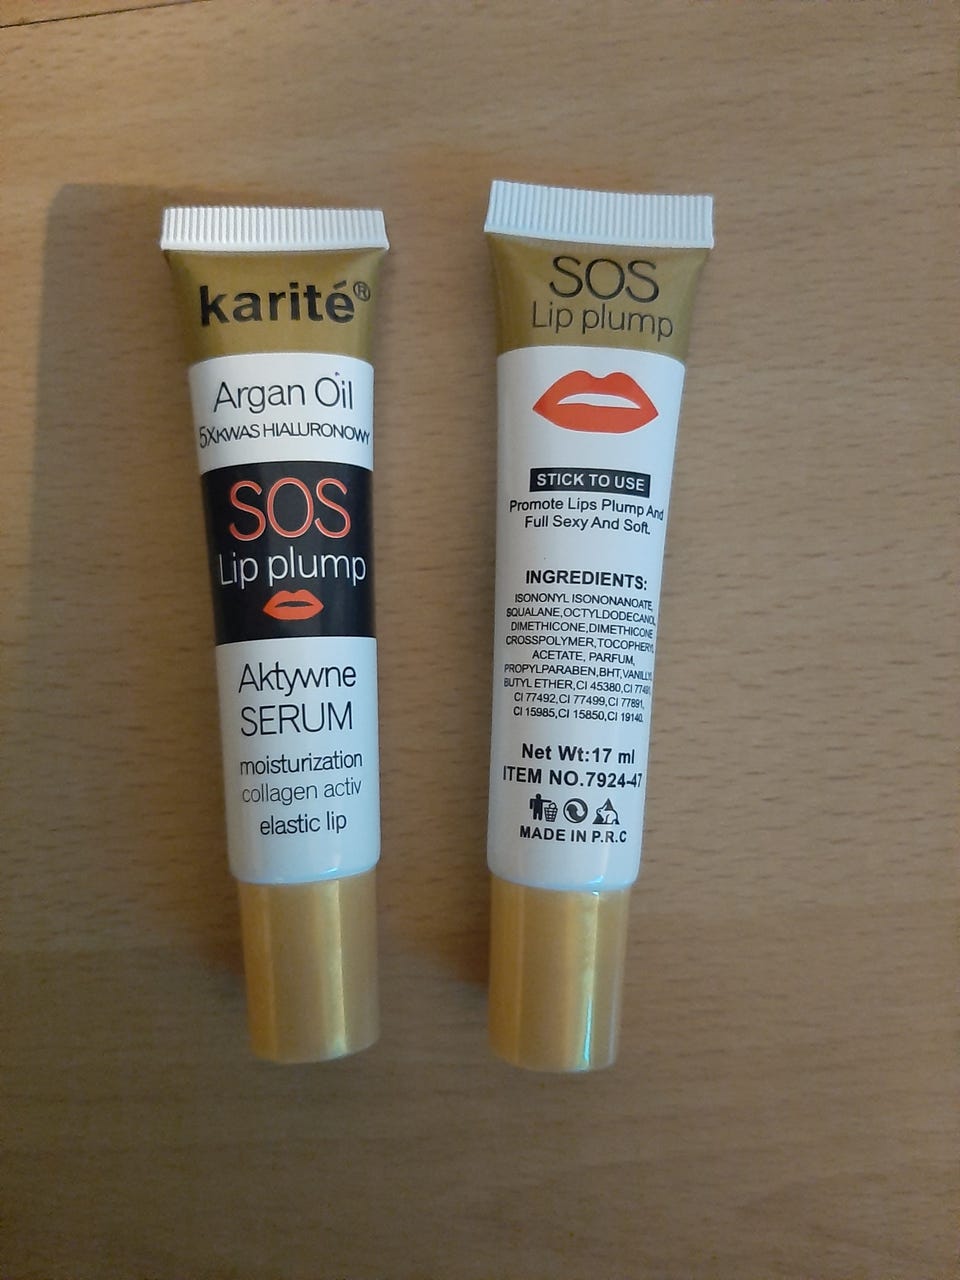 karité®
Argan Oil
5XKWAS HIALURONOWY
SOS
Lip plump
Aktywne
SERUM
moisturization
collagen activ
elastic lip
SOS
Lip plump
STICK TO USE
Promote Lips Plump And
Full Sexy And Soft.
INGREDIENTS:
ISONONYL ISONONANOATE,
SQUALANE,OCTYLDODECANOL
DIMETHICONE,DIMETHICONE
CROSSPOLYMER,TOCOPHERYL
ACETATE, PARFUM,
PROPYLPARABEN,BHT,VANILLYL
BUTYL ETHER,CI 45380,CI 77491,
CI 77492,CI 77499,CI 77891,
CI 15985,CI 15850,CI 19140.
Net Wt:17 ml
ITEM NO.7924-47
MADE IN P.R.C